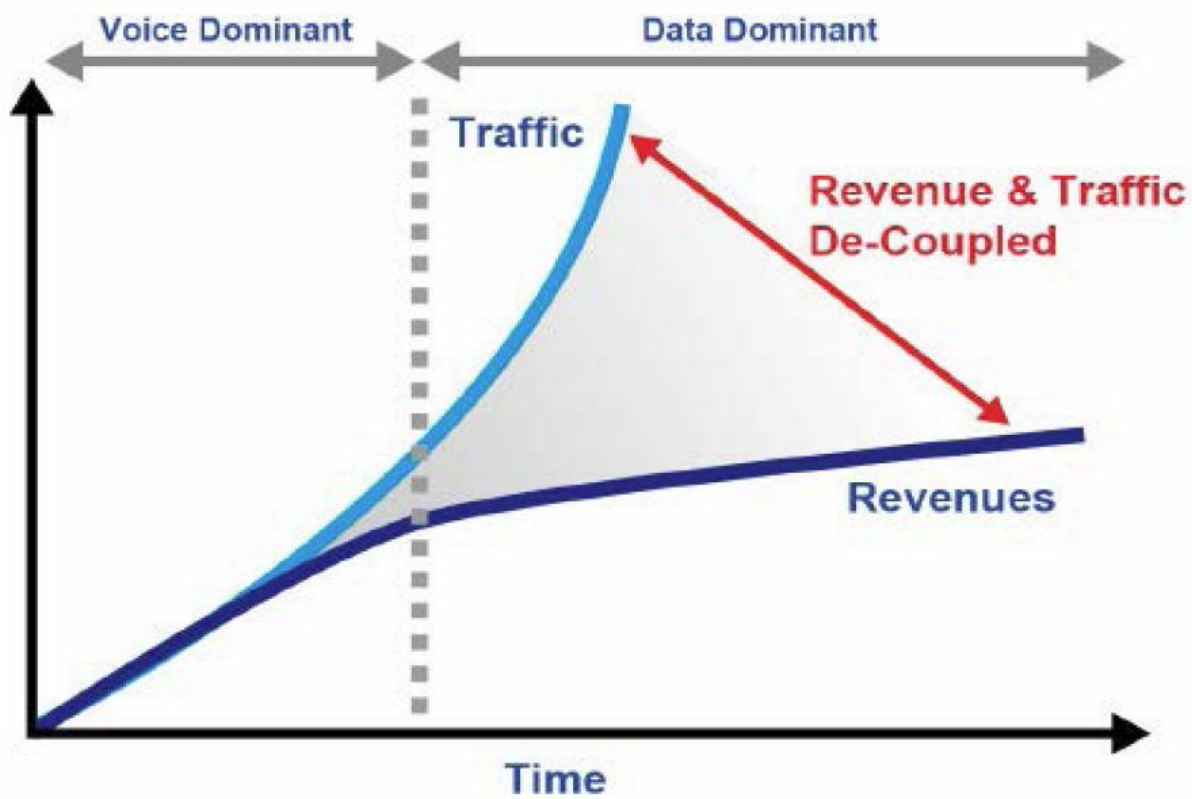 Voice Dominant
Data Dominant
Traffic
Revenue & Traffic
De-Coupled
Revenues
Time